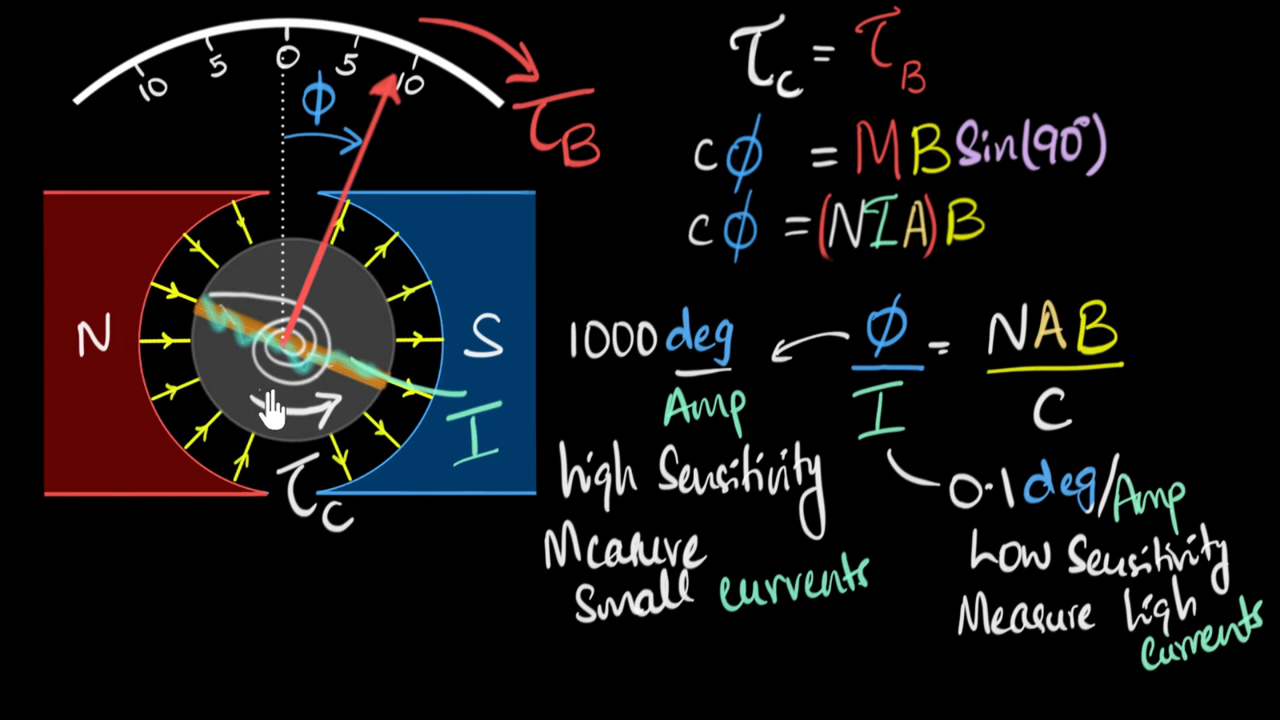 10 5 0 5 10
ϕ
τB
N
S
I
τC
τC = τB
cϕ = MB Sin(90°)
cϕ = (NIA)B
1000 deg/Amp
ϕ/I = NAB/C
high Sensitivity
Measure
Small currents
0.1 deg/Amp
Low Sensitivity
Measure high
currents